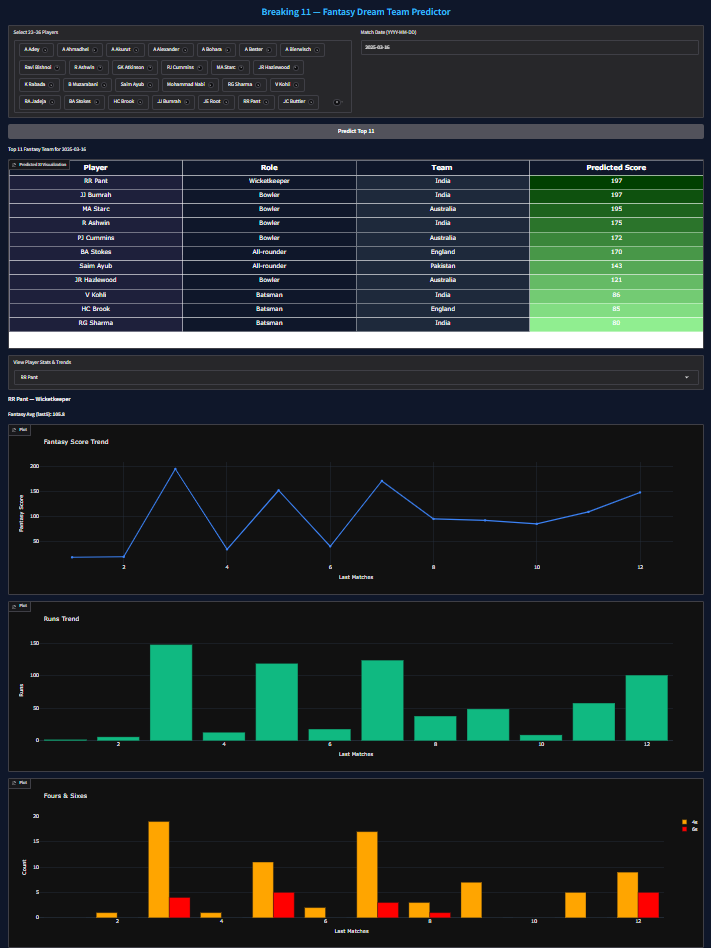 Breaking 11 — Fantasy Dream Team Predictor
Select 22–26 Players
Match Date (YYYY-MM-DD)
A Adey A Ahmadhel A Akurut A Alexander A Bohara A Bester A Bierwisch
2025-03-16
Ravi Bishnoi R Ashwin GK Atkinson PJ Cummins MA Starc JR Hazlewood
K Rabada B Muzarabani Saim Ayub Mohammad Nabi RG Sharma V Kohli
RA Jadeja BA Stokes HC Brook JJ Bumrah JE Root RR Pant JC Buttler
Predict Top 11
Top 11 Fantasy Team for 2025-03-16
Predicted XI Visualization
Player Role Team Predicted Score
RR Pant Wicketkeeper India 197
JJ Bumrah Bowler India 197
MA Starc Bowler Australia 195
R Ashwin Bowler India 175
PJ Cummins Bowler Australia 172
BA Stokes All-rounder England 170
Saim Ayub All-rounder Pakistan 143
JR Hazlewood Bowler Australia 121
V Kohli Batsman India 86
HC Brook Batsman England 85
RG Sharma Batsman India 80
View Player Stats & Trends
RR Pant
RR Pant — Wicketkeeper
Fantasy Avg (last5): 105.8
Plot
Fantasy Score Trend
200
150
100
50
Fantasy Score
2 4 6 8 10 12
Last Matches
Plot
Runs Trend
150
100
50
0
Runs
2 4 6 8 10 12
Last Matches
Plot
Fours & Sixes
20
15
10
5
0
Count
4s
6s
2 4 6 8 10 12
Last Matches